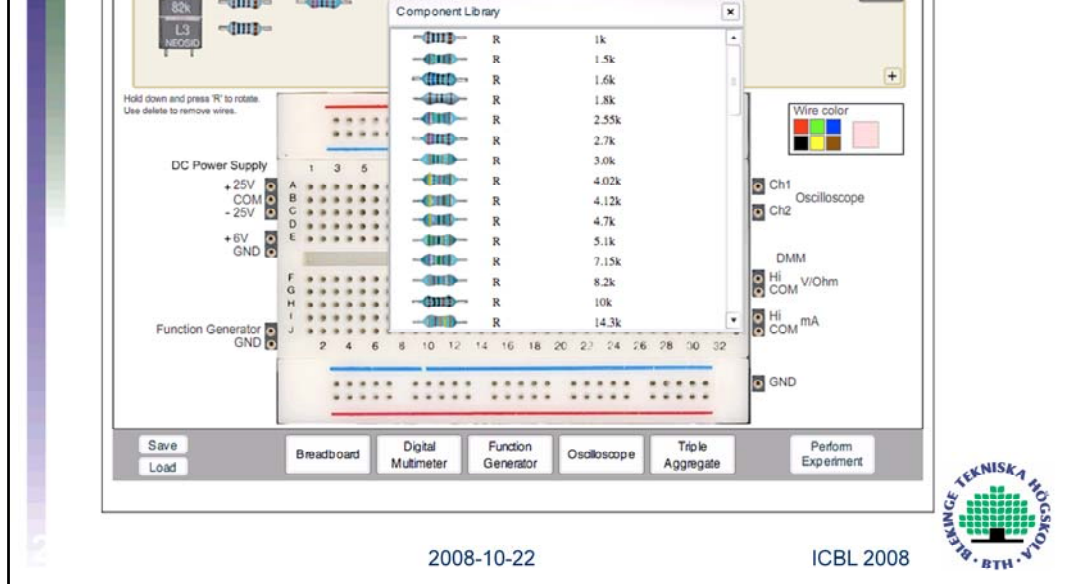 82k
L3
NEOSID
Component Library
R 1k
R 1.5k
R 1.6k
R 1.8k
R 2.55k
R 2.7k
R 3.0k
R 4.02k
R 4.12k
R 4.7k
R 5.1k
R 7.15k
R 8.2k
R 10k
R 14.3k
Hold down and press 'R' to rotate.
Use delete to remove wires.
Wire color
DC Power Supply
+ 25V
COM
- 25V
+ 6V
GND
1 3 5
A
B
C
D
E
F
G
H
I
J
Ch1
Ch2
Oscilloscope
DMM
Hi
COM
V/Ohm
Hi
COM
mA
Function Generator
GND
2 4 6 8 10 12 14 16 18 20 22 24 26 28 30 32
GND
Save
Load
Breadboard
Digital
Multimeter
Function
Generator
Oscilloscope
Triple
Aggregate
Perform
Experiment
2008-10-22
ICBL 2008
BLEKINGE TEKNISKA HÖGSKOLA
· BTH ·